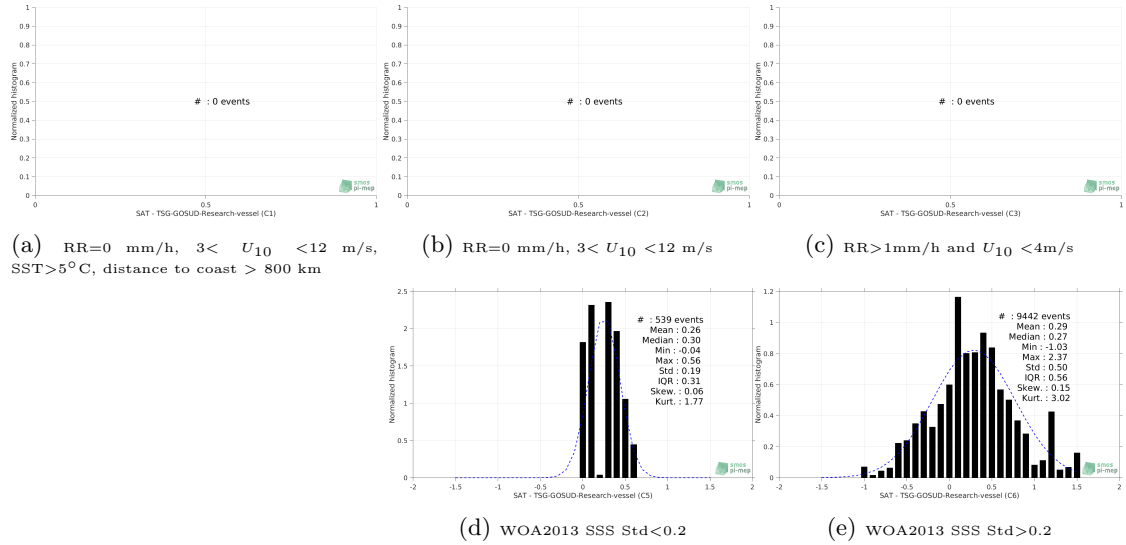 1
0.9
0.8
0.7
0.6
0.5
0.4
0.3
0.2
0.1
0
Normalized histogram
# : 0 events
0 0.5 1
SAT - TSG-GOSUD-Research-vessel (C1)
smos
pi-mep
1
0.9
0.8
0.7
0.6
0.5
0.4
0.3
0.2
0.1
0
Normalized histogram
# : 0 events
0 0.5 1
SAT - TSG-GOSUD-Research-vessel (C2)
smos
pi-mep
1
0.9
0.8
0.7
0.6
0.5
0.4
0.3
0.2
0.1
0
Normalized histogram
# : 0 events
0 0.5 1
SAT - TSG-GOSUD-Research-vessel (C3)
smos
pi-mep
(a) RR=0 mm/h, 3< U10 <12 m/s,
SST>5°C, distance to coast > 800 km
(b) RR=0 mm/h, 3< U10 <12 m/s
(c) RR>1mm/h and U10 <4m/s
2.5
2
1.5
1
0.5
0
Normalized histogram
# : 539 events
Mean : 0.26
Median : 0.30
Min : -0.04
Max : 0.56
Std : 0.19
IQR : 0.31
Skew. : 0.06
Kurt. : 1.77
-2 -1.5 -1 -0.5 0 0.5 1 1.5 2
SAT - TSG-GOSUD-Research-vessel (C5)
smos
pi-mep
1.2
1
0.8
0.6
0.4
0.2
0
Normalized histogram
# : 9442 events
Mean : 0.29
Median : 0.27
Min : -1.03
Max : 2.37
Std : 0.50
IQR : 0.56
Skew. : 0.15
Kurt. : 3.02
-2 -1.5 -1 -0.5 0 0.5 1 1.5 2
SAT - TSG-GOSUD-Research-vessel (C6)
smos
pi-mep
(d) WOA2013 SSS Std<0.2
(e) WOA2013 SSS Std>0.2